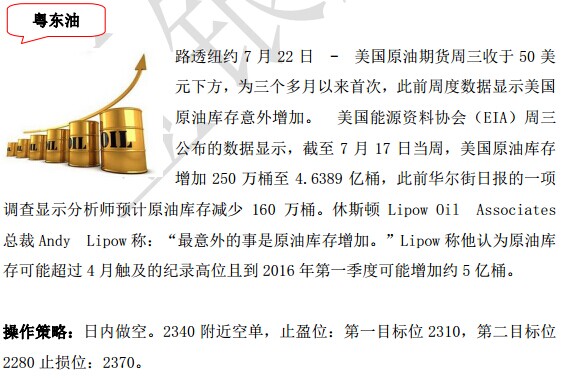 粤东油
路透纽约 7 月 22 日 － 美国原油期货周三收于 50 美
元下方，为三个多月以来首次，此前周度数据显示美国
原油库存意外增加。 美国能源资料协会（EIA）周三
公布的数据显示，截至 7 月 17 日当周，美国原油库存
增加 250 万桶至 4.6389 亿桶，此前华尔街日报的一项
调查显示分析师预计原油库存减少 160 万桶。休斯顿 Lipow Oil Associates
总裁 Andy Lipow 称：“最意外的事是原油库存增加。”Lipow 称他认为原油库
存可能超过 4 月触及的纪录高位且到 2016 年第一季度可能增加约 5 亿桶。
操作策略：日内做空。2340 附近空单，止盈位：第一目标位 2310，第二目标位
2280 止损位：2370。
OIL OIL